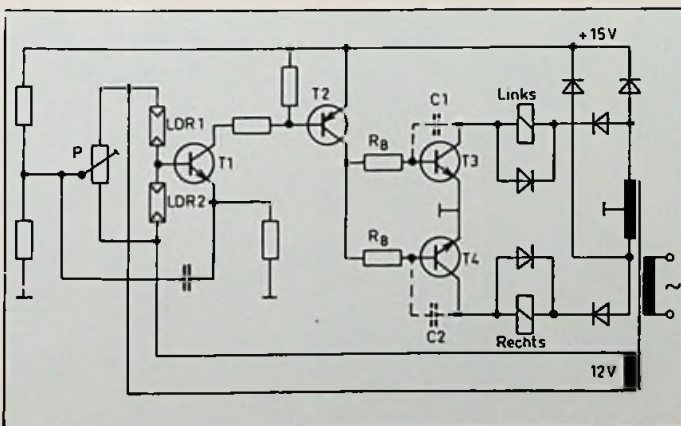 +15V
T2
C1
Links
LDR1
P
T1
RB
T3
LDR2
RB
T4
C2
Rechts
12V
~